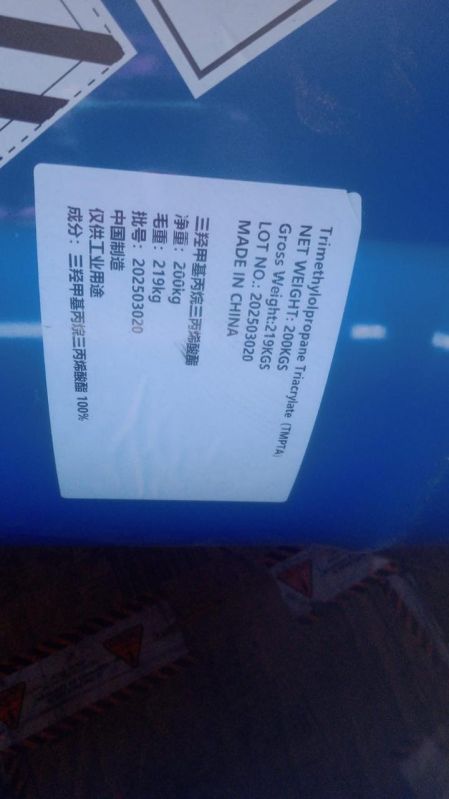 Trimethylolpropane Triacrylate (TMPTA)
NET WEIGHT: 200KGS
Gross Weight:219KGS
LOT NO.: 202503020
MADE IN CHINA
三羟甲基丙烷三丙烯酸酯
净重：200kg
毛重：219kg
批号：202503020
中国制造
仅供工业用途
成分：三羟甲基丙烷三丙烯酸酯 100%